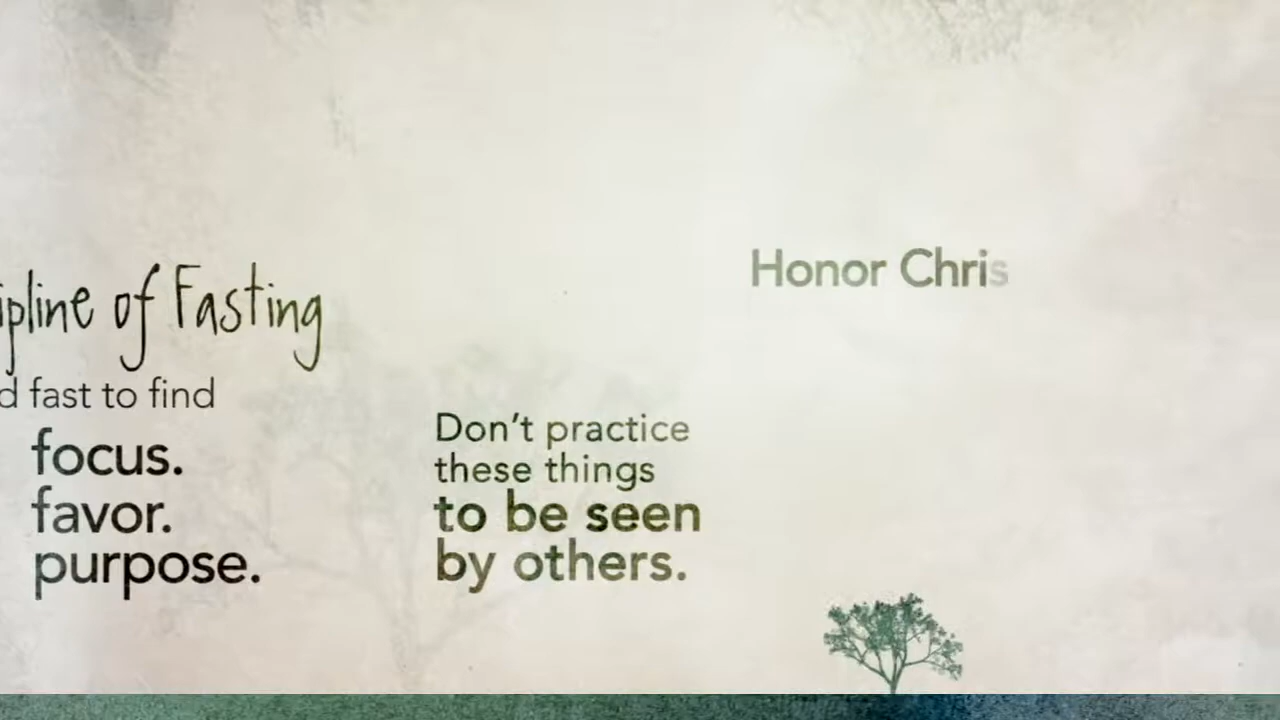 ipline of Fasting
d fast to find
focus.
favor.
purpose.
Don't practice
these things
to be seen
by others.
Honor Chris